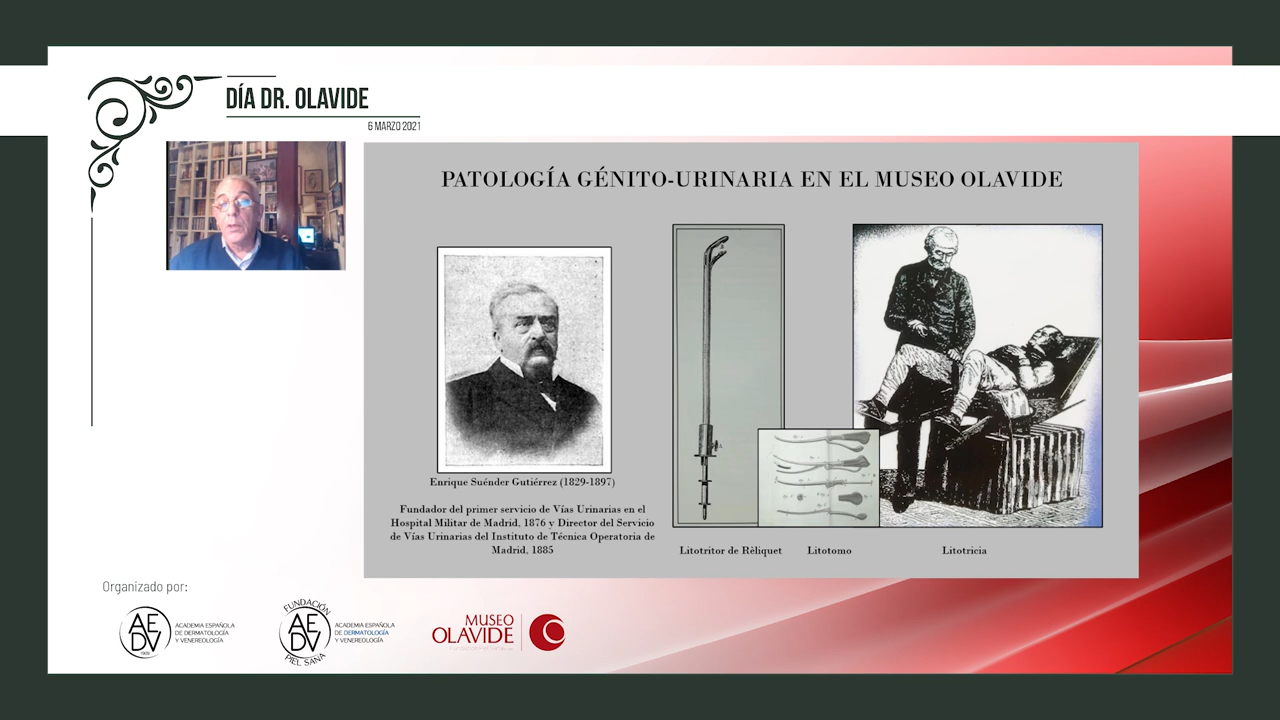 DÍA DR. OLAVIDE
6 MARZO 2021
PATOLOGÍA GÉNITO-URINARIA EN EL MUSEO OLAVIDE
Enrique Suénder Gutiérrez (1829-1897)
Fundador del primer servicio de Vías Urinarias en el
Hospital Militar de Madrid, 1876 y Director del Servicio
de Vías Urinarias del Instituto de Técnica Operatoria de
Madrid, 1885
Litotritor de Rèliquet
Litotomo
Litotricia
Organizado por:
AEDV
1909
ACADEMIA ESPAÑOLA
DE DERMATOLOGÍA
Y VENEREOLOGÍA
FUNDACIÓN
AEDV
PIEL SANA
ACADEMIA ESPAÑOLA
DE DERMATOLOGÍA
Y VENEREOLOGÍA
MUSEO
OLAVIDE